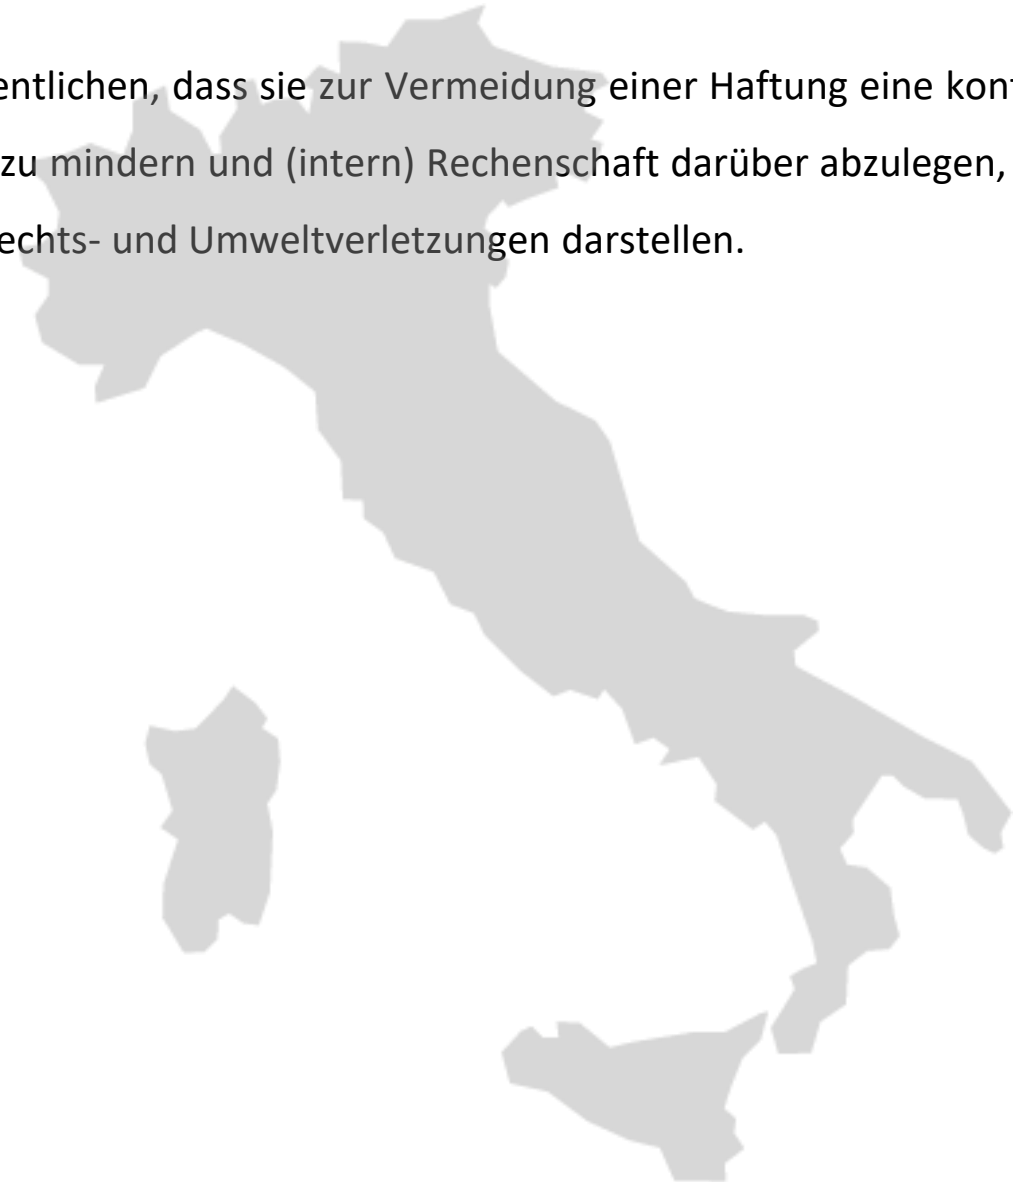 entlichen, dass sie zur Vermeidung einer Haftung eine kon
zu mindern und (intern) Rechenschaft darüber abzulegen,
echts- und Umweltverletzungen darstellen.